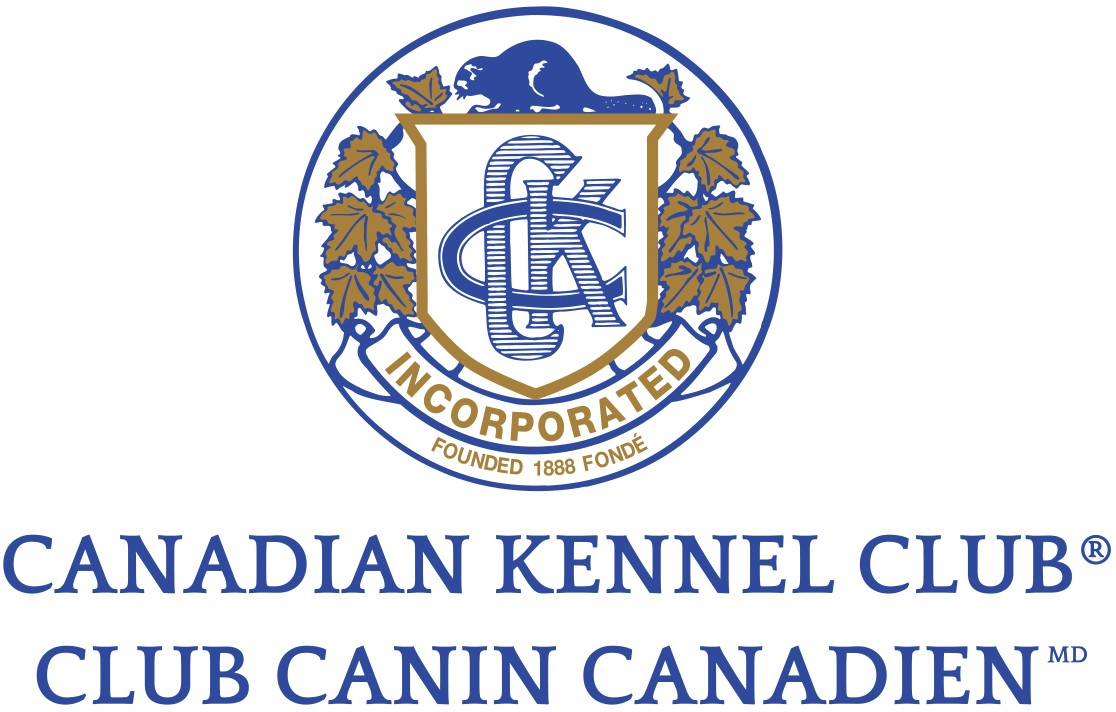 CKC
INCORPORATED
FOUNDED 1888 FONDÉ
CANADIAN KENNEL CLUB®
CLUB CANIN CANADIEN MD